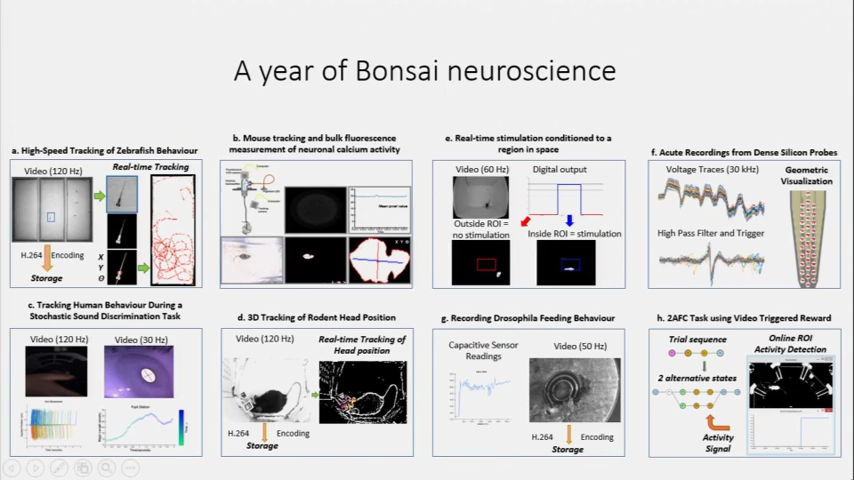 A year of Bonsai neuroscience
a. High-Speed Tracking of Zebrafish Behaviour
Video (120 Hz)
Real-time Tracking
H.264 Encoding
Storage
X
Y
Θ
b. Mouse tracking and bulk fluorescence
measurement of neuronal calcium activity
X Y Θ
e. Real-time stimulation conditioned to a
region in space
Video (60 Hz)
Digital output
Outside ROI =
no stimulation
Inside ROI = stimulation
f. Acute Recordings from Dense Silicon Probes
Voltage Traces (30 kHz)
Geometric
Visualization
High Pass Filter and Trigger
c. Tracking Human Behaviour During a
Stochastic Sound Discrimination Task
Video (120 Hz)
Video (30 Hz)
d. 3D Tracking of Rodent Head Position
Video (120 Hz)
Real-time Tracking of
Head position
H.264 Encoding
Storage
g. Recording Drosophila Feeding Behaviour
Capacitive Sensor
Readings
Video (50 Hz)
H.264 Encoding
Storage
h. 2AFC Task using Video Triggered Reward
Trial sequence
Online ROI
Activity Detection
2 alternative states
Activity
Signal